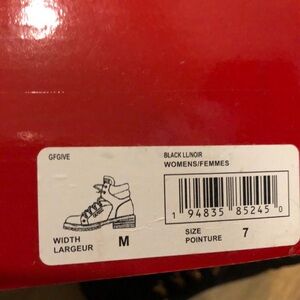 GFGIVE
BLACK LL/NOIR
WOMENS/FEMMES
1 94835 85245 0
WIDTH
LARGEUR
M
SIZE
POINTURE
7